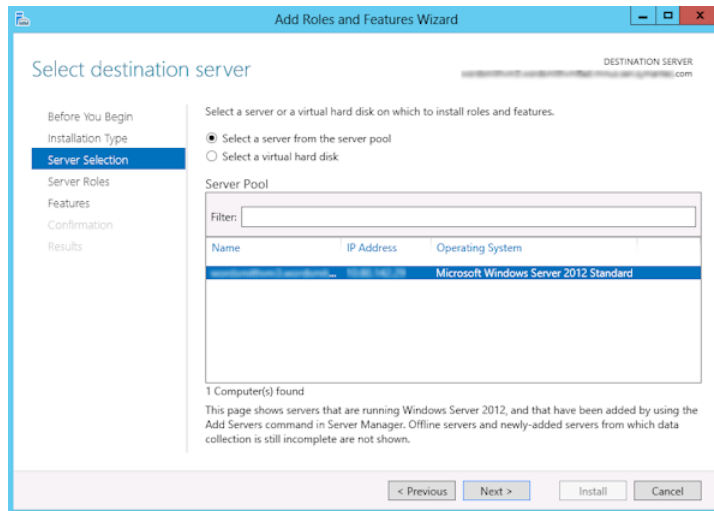 Add Roles and Features Wizard
Select destination server
DESTINATION SERVER
.com
Before You Begin
Installation Type
Server Selection
Server Roles
Features
Confirmation
Results
Select a server or a virtual hard disk on which to install roles and features.
Select a server from the server pool
Select a virtual hard disk
Server Pool
Filter:
Name IP Address Operating System
... Microsoft Windows Server 2012 Standard
1 Computer(s) found
This page shows servers that are running Windows Server 2012, and that have been added by using the
Add Servers command in Server Manager. Offline servers and newly-added servers from which data
collection is still incomplete are not shown.
< Previous Next > Install Cancel